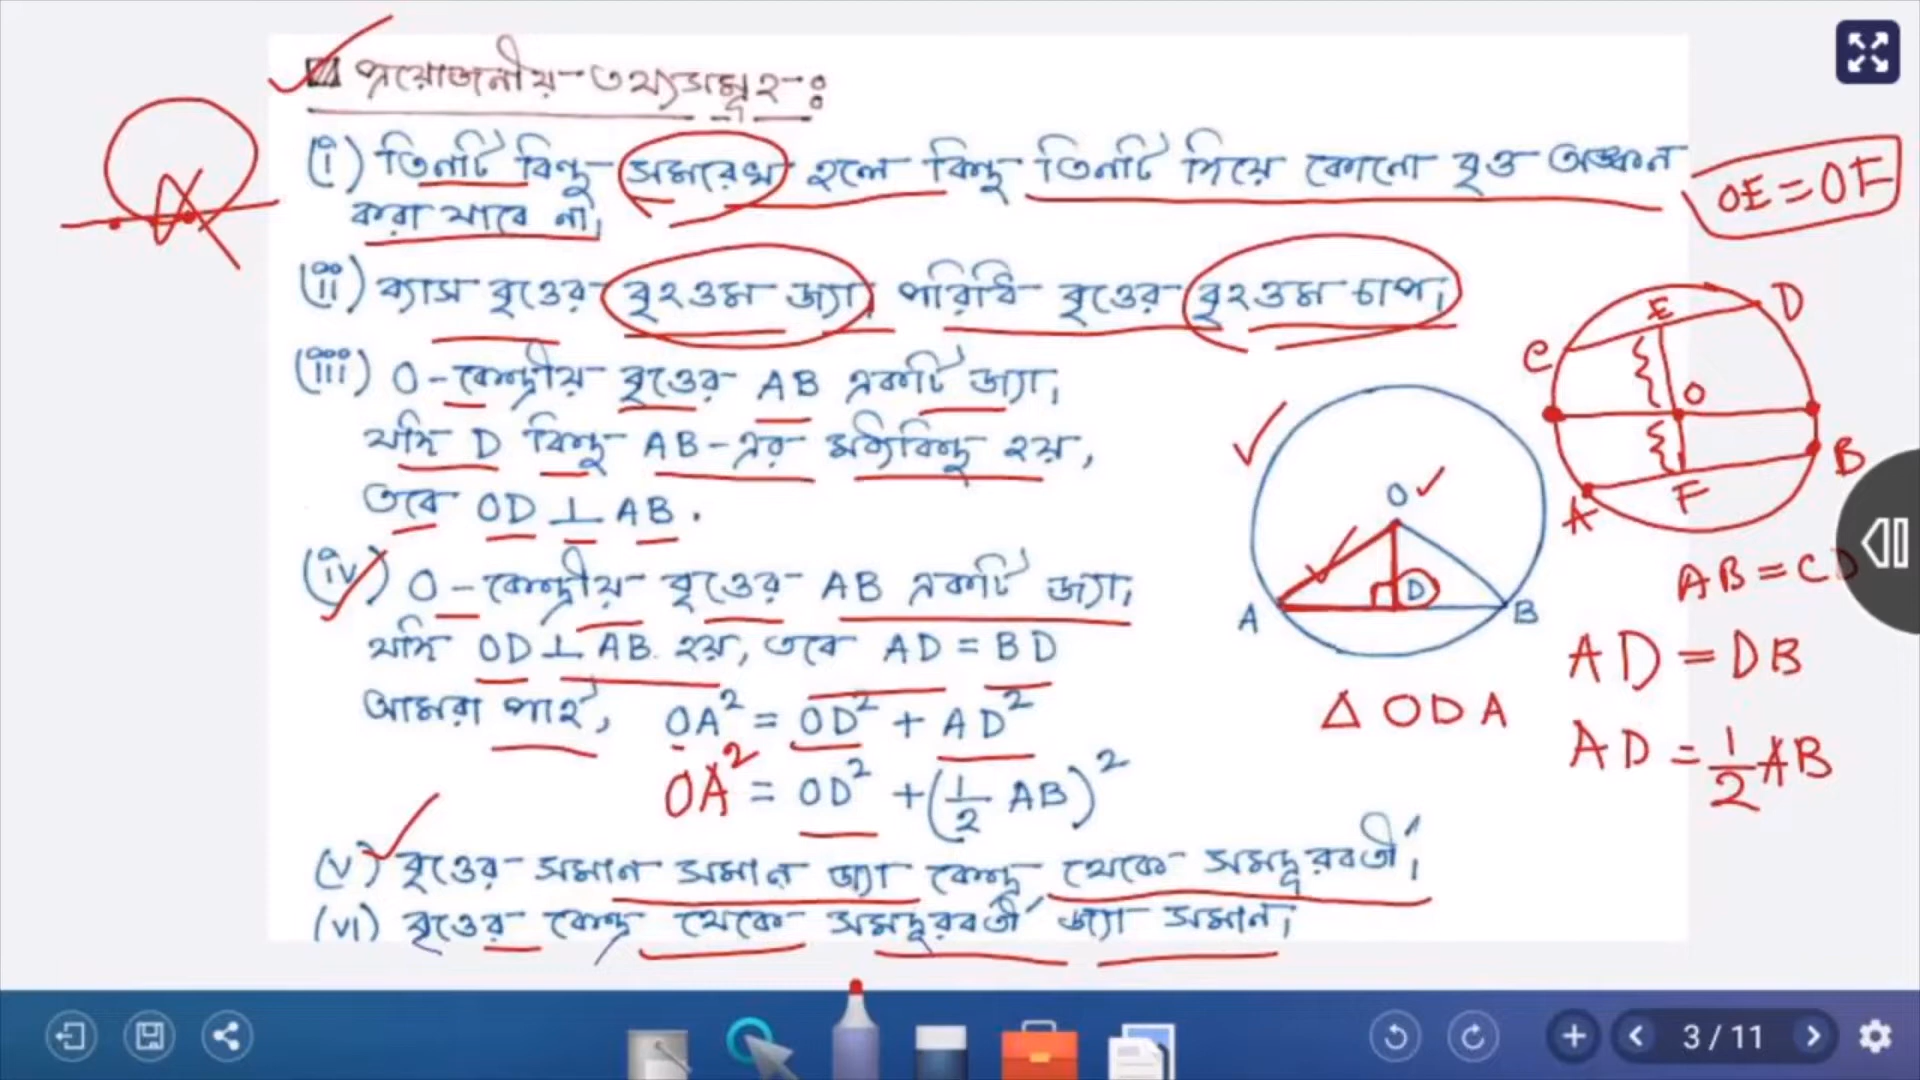 প্রয়োজনীয় তথ্যসমূহ :
(i) তিনটি বিন্দু সমরেখ হলে বিন্দু তিনটি দিয়ে কোনো বৃত্ত অঙ্কন
করা যাবে না।
OE = OF
(ii) ব্যাস বৃত্তের বৃহত্তম জ্যা। পরিধি বৃত্তের বৃহত্তম চাপ।
(iii) O-কেন্দ্রীয় বৃত্তের AB একটি জ্যা।
যদি D বিন্দু AB-এর মধ্যবিন্দু হয়,
তবে OD ⊥ AB.
(iv) O-কেন্দ্রীয় বৃত্তের AB একটি জ্যা।
যদি OD ⊥ AB হয়, তবে AD = BD
আমরা পাই, OA² = OD² + AD²
OA² = OD² + (1/2 AB)²
(v) বৃত্তের সমান সমান জ্যা কেন্দ্র থেকে সমদূরবর্তী।
(vi) বৃত্তের কেন্দ্র থেকে সমদূরবর্তী জ্যা সমান।
O
A D B
△ ODA
E D
C
O
B
A F
AB = CD
AD = DB
AD = 1/2 AB
3 / 11